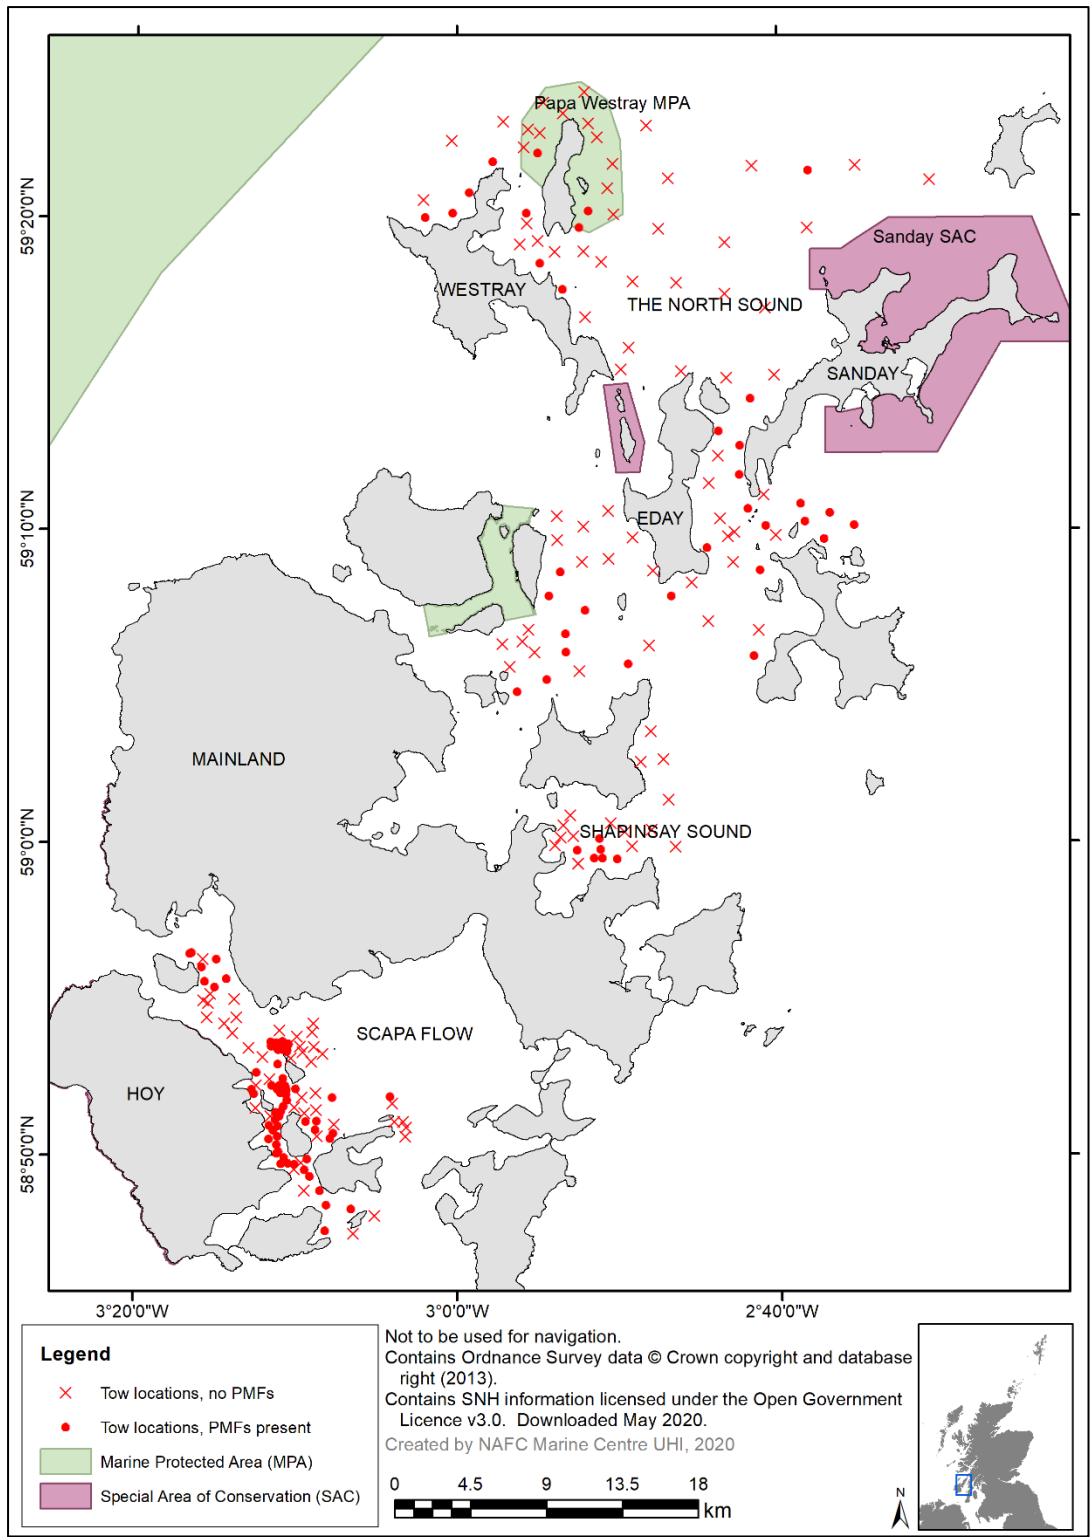 Papa Westray MPA
59°20'0"N
Sanday SAC
WESTRAY
THE NORTH SOUND
SANDAY
EDAY
59°10'0"N
MAINLAND
SHAPINSAY SOUND
59°0'0"N
SCAPA FLOW
HOY
58°50'0"N
3°20'0"W
3°0'0"W
2°40'0"W
Legend
Tow locations, no PMFs
Tow locations, PMFs present
Marine Protected Area (MPA)
Special Area of Conservation (SAC)
Not to be used for navigation.
Contains Ordnance Survey data © Crown copyright and database
right (2013).
Contains SNH information licensed under the Open Government
Licence v3.0. Downloaded May 2020.
Created by NAFC Marine Centre UHI, 2020
0 4.5 9 13.5 18
km
N